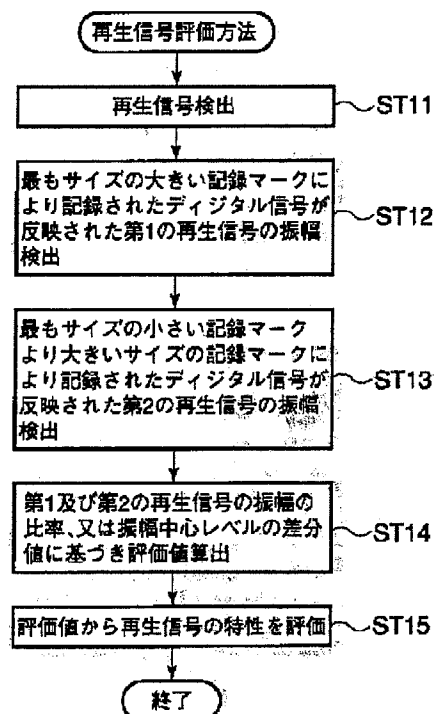 再生信号評価方法
再生信号検出
ST11
最もサイズの大きい記録マークに
より記録されたディジタル信号が
反映された第1の再生信号の振幅
検出
ST12
最もサイズの小さい記録マーク
より大きいサイズの記録マークに
より記録されたディジタル信号が
反映された第2の再生信号の振幅
検出
ST13
第1及び第2の再生信号の振幅の
比率、又は振幅中心レベルの差分
値に基づき評価値算出
ST14
評価値から再生信号の特性を評価
ST15
終了